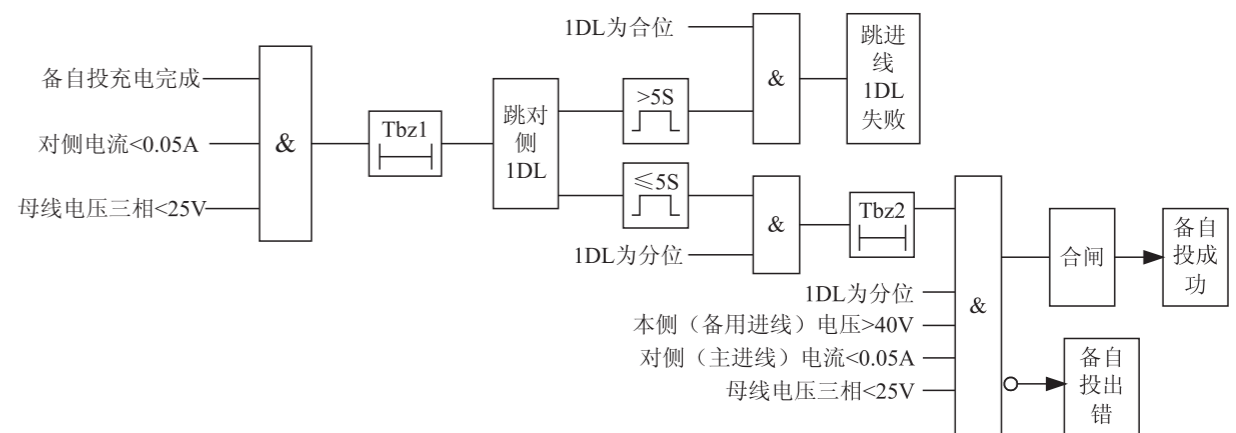 备自投充电完成
对侧电流<0.05A
母线电压三相<25V
&
Tbz1
跳对
侧
1DL
1DL为合位
>5S
&
跳进
线
1DL
失败
≤5S
1DL为分位
&
Tbz2
1DL为分位
本侧（备用进线）电压>40V
对侧（主进线）电流<0.05A
母线电压三相<25V
&
合闸
备自
投成
功
备自
投出
错